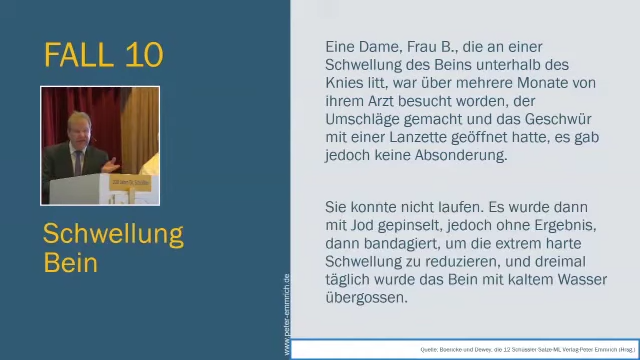 FALL 10
Schwellung
Bein
www.peter-emmrich.de
Eine Dame, Frau B., die an einer
Schwellung des Beins unterhalb des
Knies litt, war über mehrere Monate von
ihrem Arzt besucht worden, der
Umschläge gemacht und das Geschwür
mit einer Lanzette geöffnet hatte, es gab
jedoch keine Absonderung.
Sie konnte nicht laufen. Es wurde dann
mit Jod gepinselt, jedoch ohne Ergebnis,
dann bandagiert, um die extrem harte
Schwellung zu reduzieren, und dreimal
täglich wurde das Bein mit kaltem Wasser
übergossen.
Quelle: Boericke und Dewey, die 12 Schüssler Salze-ML Verlag-Peter Emmrich (Hrsg.)